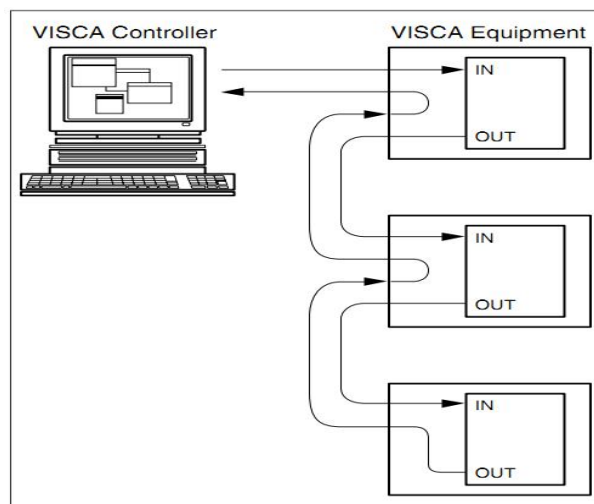 VISCA Controller
VISCA Equipment
IN
OUT
IN
OUT
IN
OUT